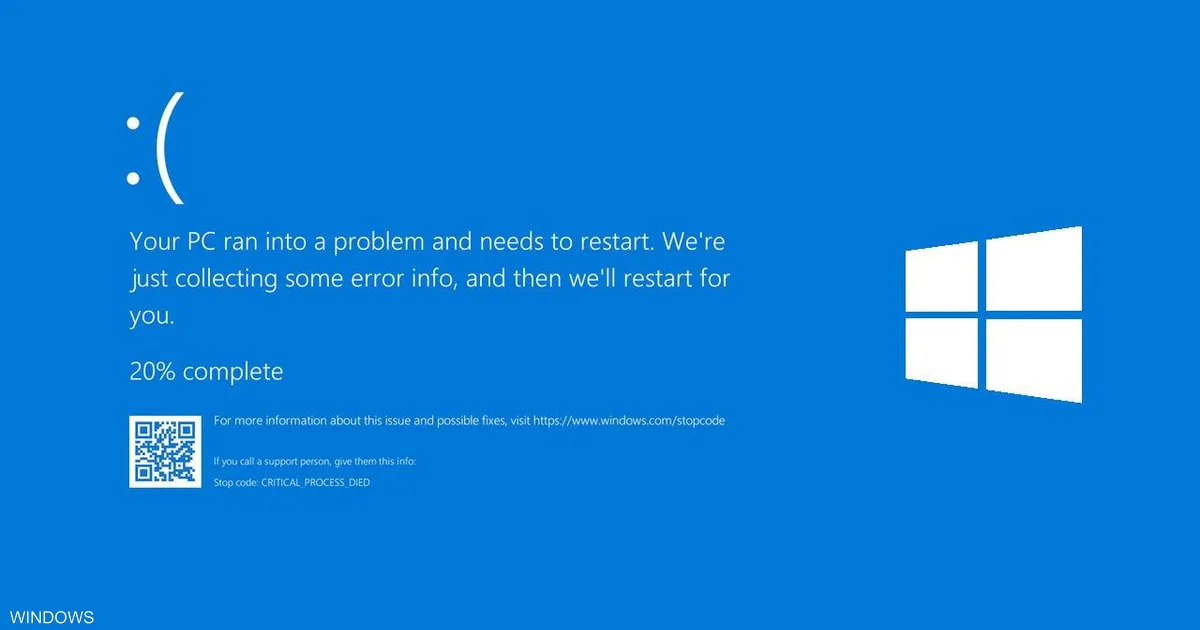 :(
Your PC ran into a problem and needs to restart. We're
just collecting some error info, and then we'll restart for
you.
20% complete
For more information about this issue and possible fixes, visit https://www.windows.com/stopcode
If you call a support person, give them this info:
Stop code: CRITICAL_PROCESS_DIED
WINDOWS